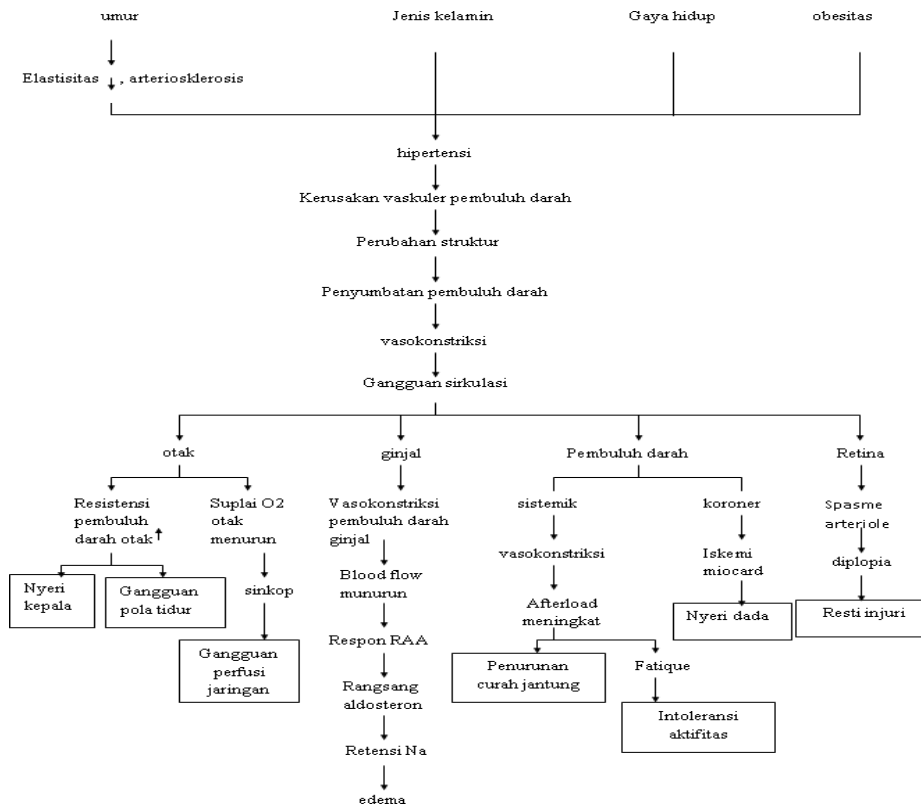 umur
Jenis kelamin
Gaya hidup
obesitas
Elastisitas ↓ , arteriosklerosis
hipertensi
Kerusakan vaskuler pembuluh darah
Perubahan struktur
Penyumbatan pembuluh darah
vasokonstriksi
Gangguan sirkulasi
otak
ginjal
Pembuluh darah
Retina
Resistensi
pembuluh
darah otak ↑
Suplai O2
otak
menurun
Vasokonstriksi
pembuluh darah
ginjal
sistemik
koroner
Spasme
arteriole
vasokonstriksi
Iskemi
miocard
diplopia
Nyeri
kepala
Gangguan
pola tidur
sinkop
Blood flow
munurun
Afterload
meningkat
Nyeri dada
Resti injuri
Gangguan
perfusi
jaringan
Respon RAA
Penurunan
curah jantung
Fatique
Rangsang
aldosteron
Intoleransi
aktifitas
Retensi Na
edema